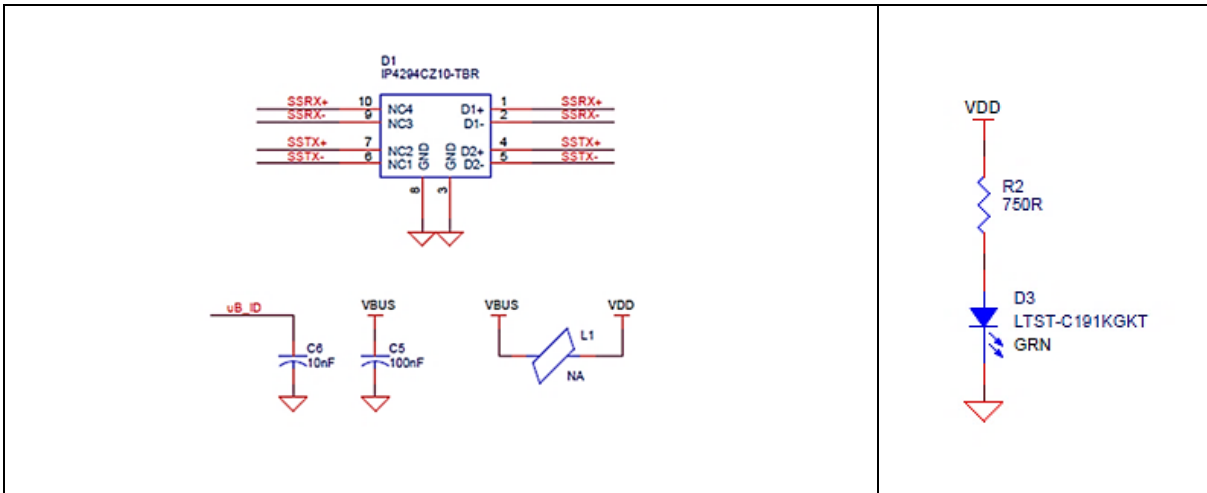 D1
IP4294CZ10-TBR
SSRX+ 10 NC4 D1+ 1 SSRX+
SSRX- 9 NC3 D1- 2 SSRX-
SSTX+ 7 NC2 D2+ 4 SSTX+
SSTX- 6 NC1 D2- 5 SSTX-
GND GND
8 3
uB_ID
C6
10nF
VBUS
C5
100nF
VBUS VDD
L1
NA
VDD
R2
750R
D3
LTST-C191KGKT
GRN